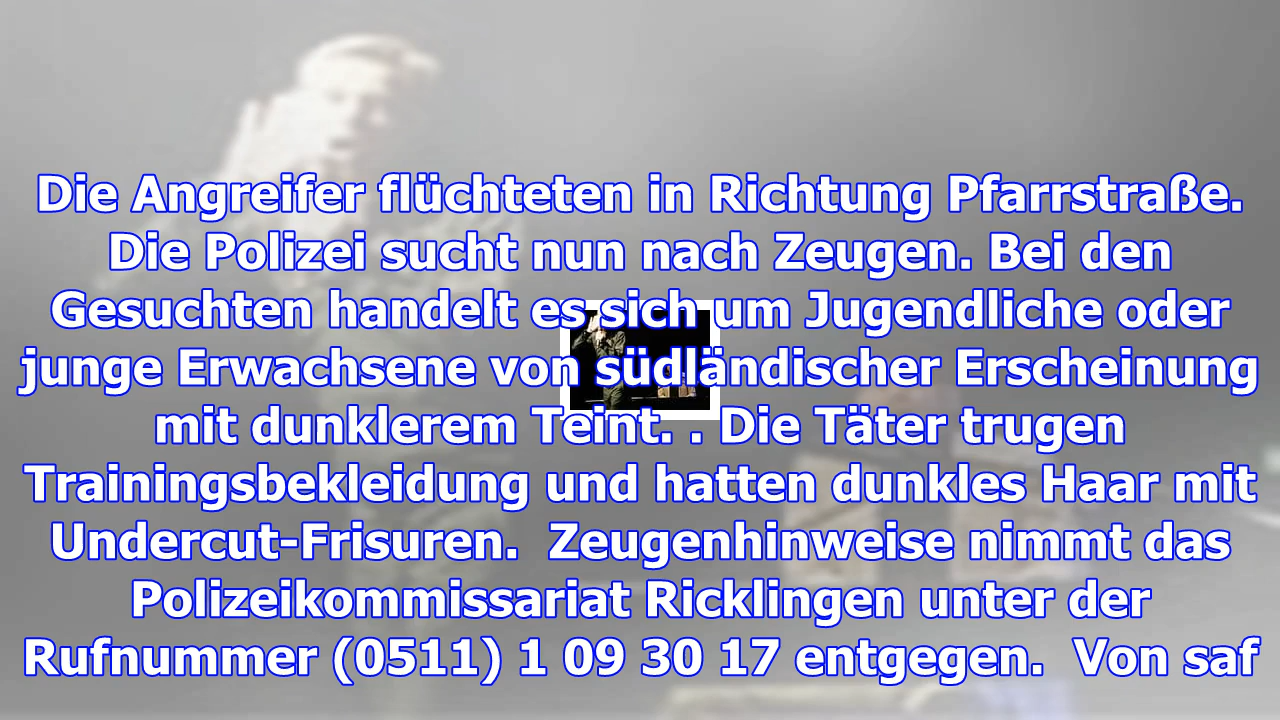 Die Angreifer flüchteten in Richtung Pfarrstraße.
Die Polizei sucht nun nach Zeugen. Bei den
Gesuchten handelt es sich um Jugendliche oder
junge Erwachsene von südländischer Erscheinung
mit dunklerem Teint. . Die Täter trugen
Trainingsbekleidung und hatten dunkles Haar mit
Undercut-Frisuren.  Zeugenhinweise nimmt das
Polizeikommissariat Ricklingen unter der
Rufnummer (0511) 1 09 30 17 entgegen.  Von saf